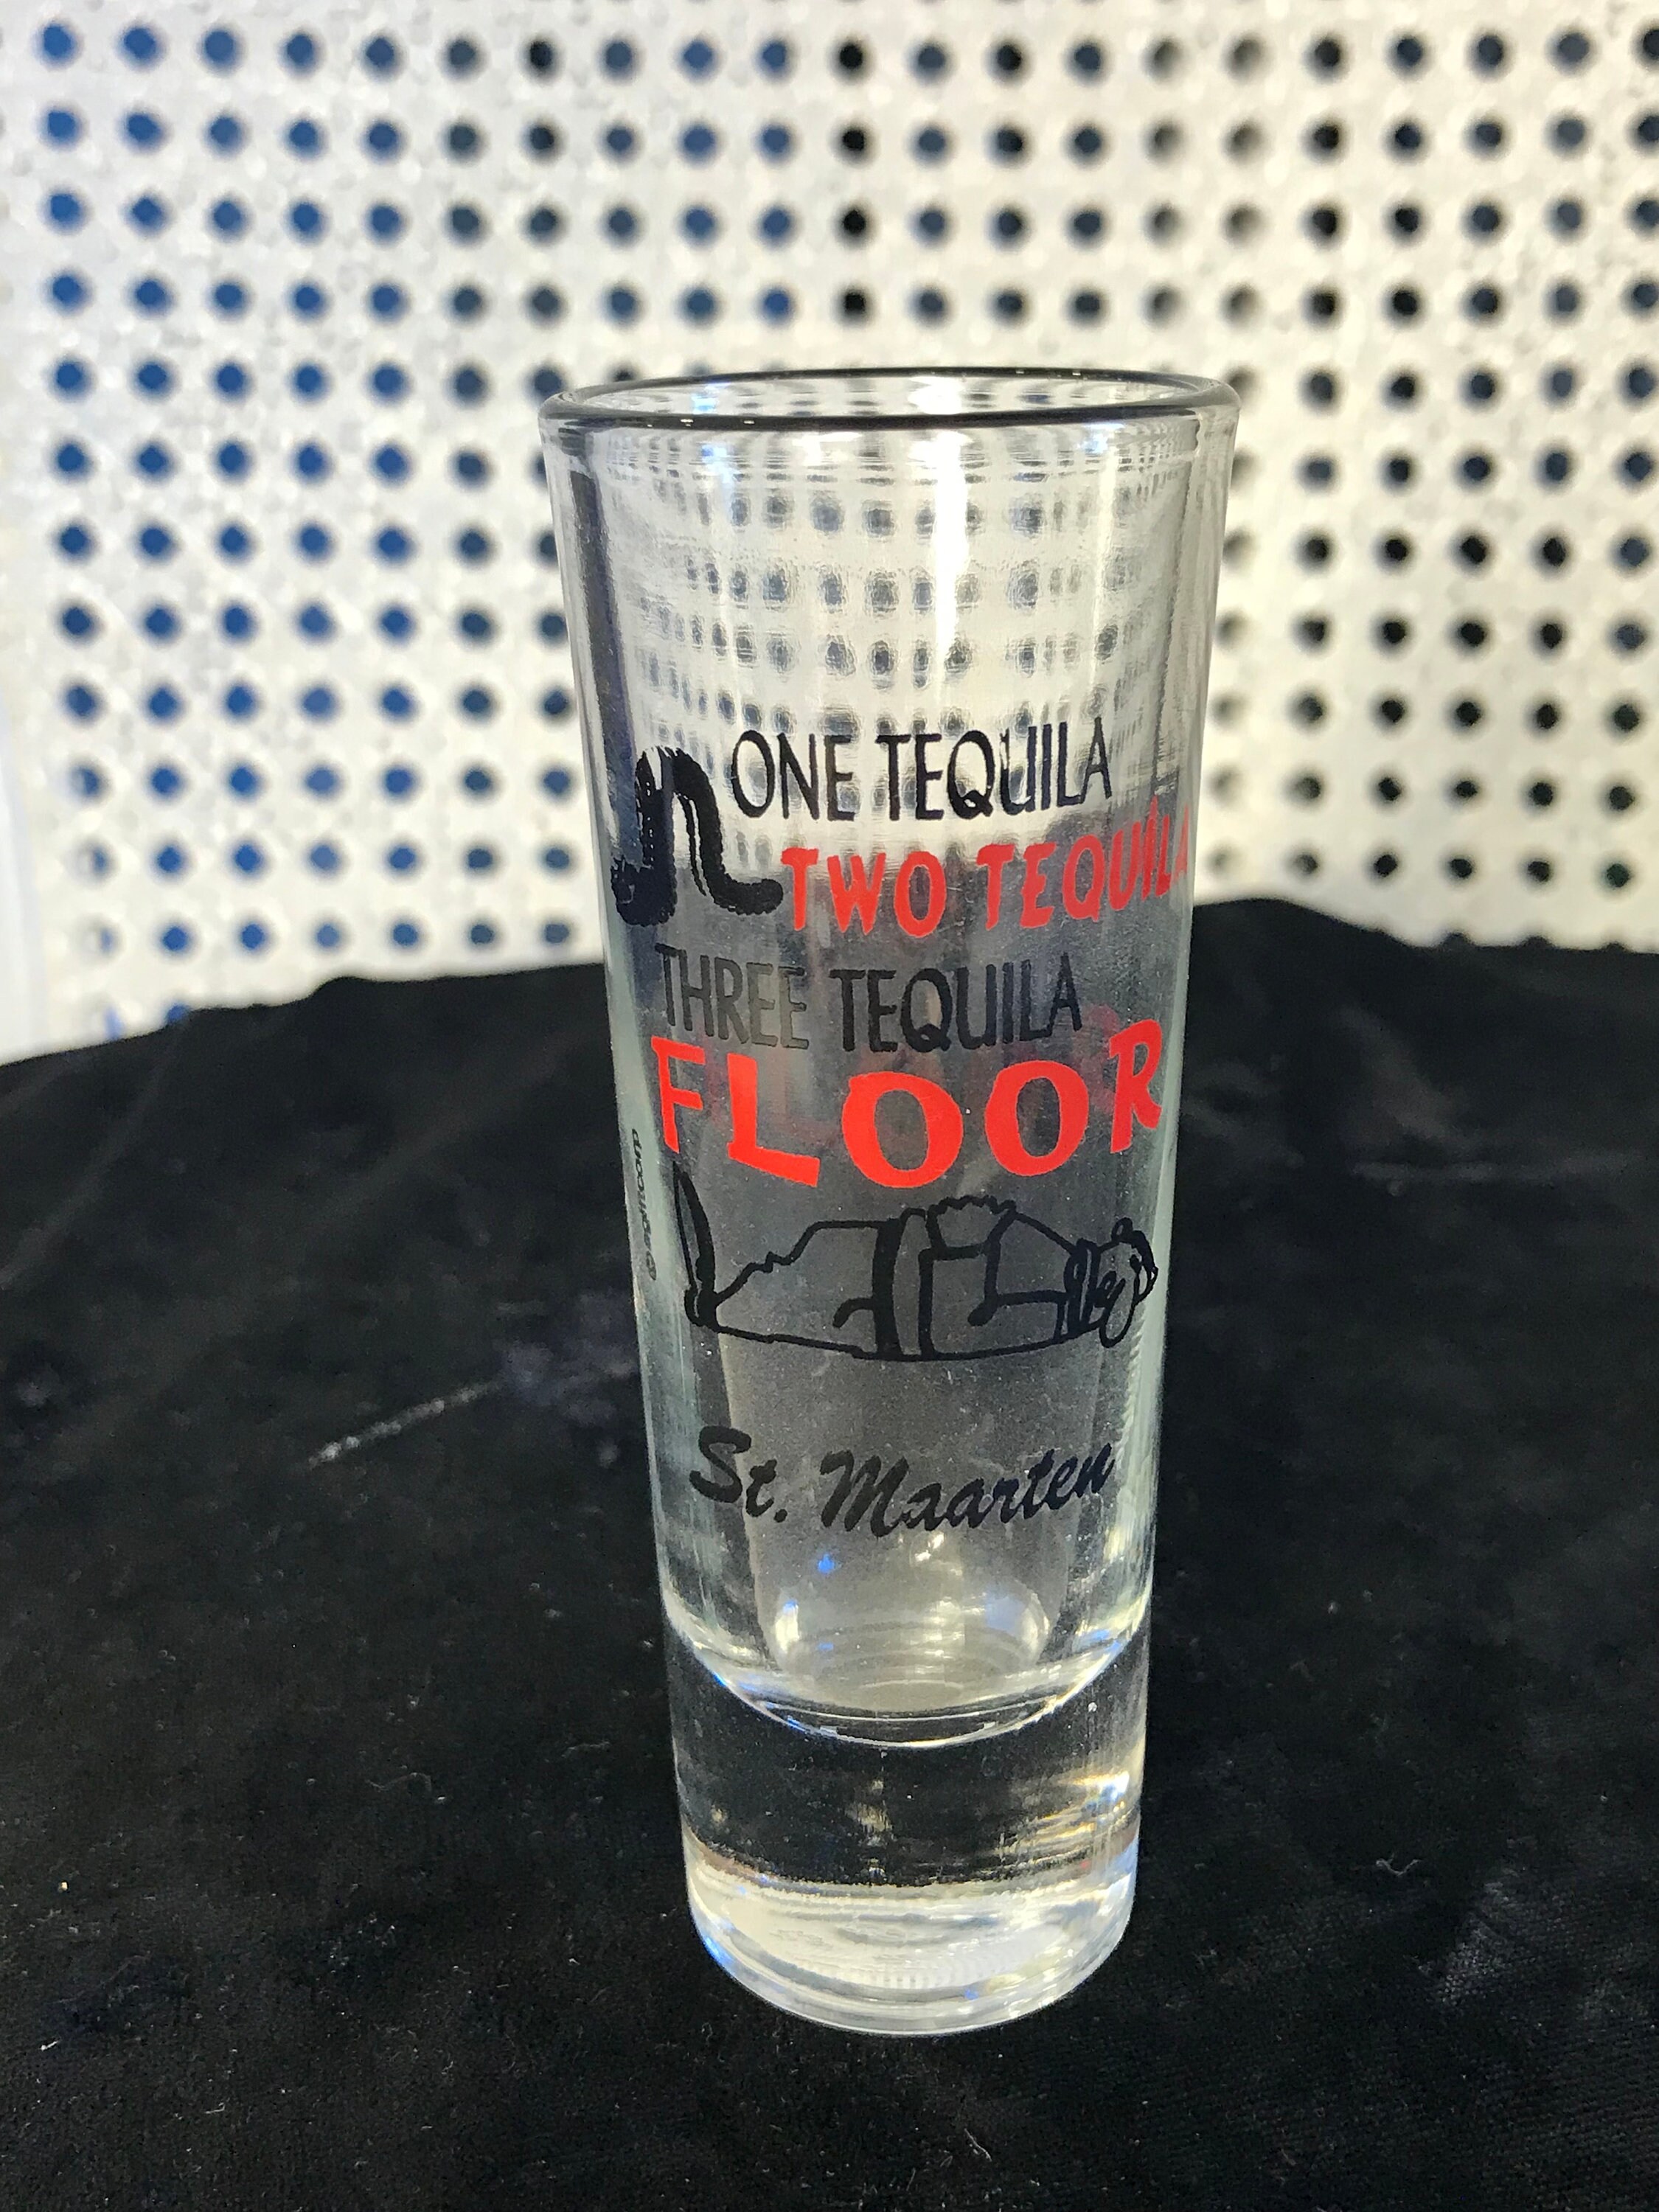 ONE TEQUILA
TWO TEQUILA
THREE TEQUILA
FLOOR
St. Maarten